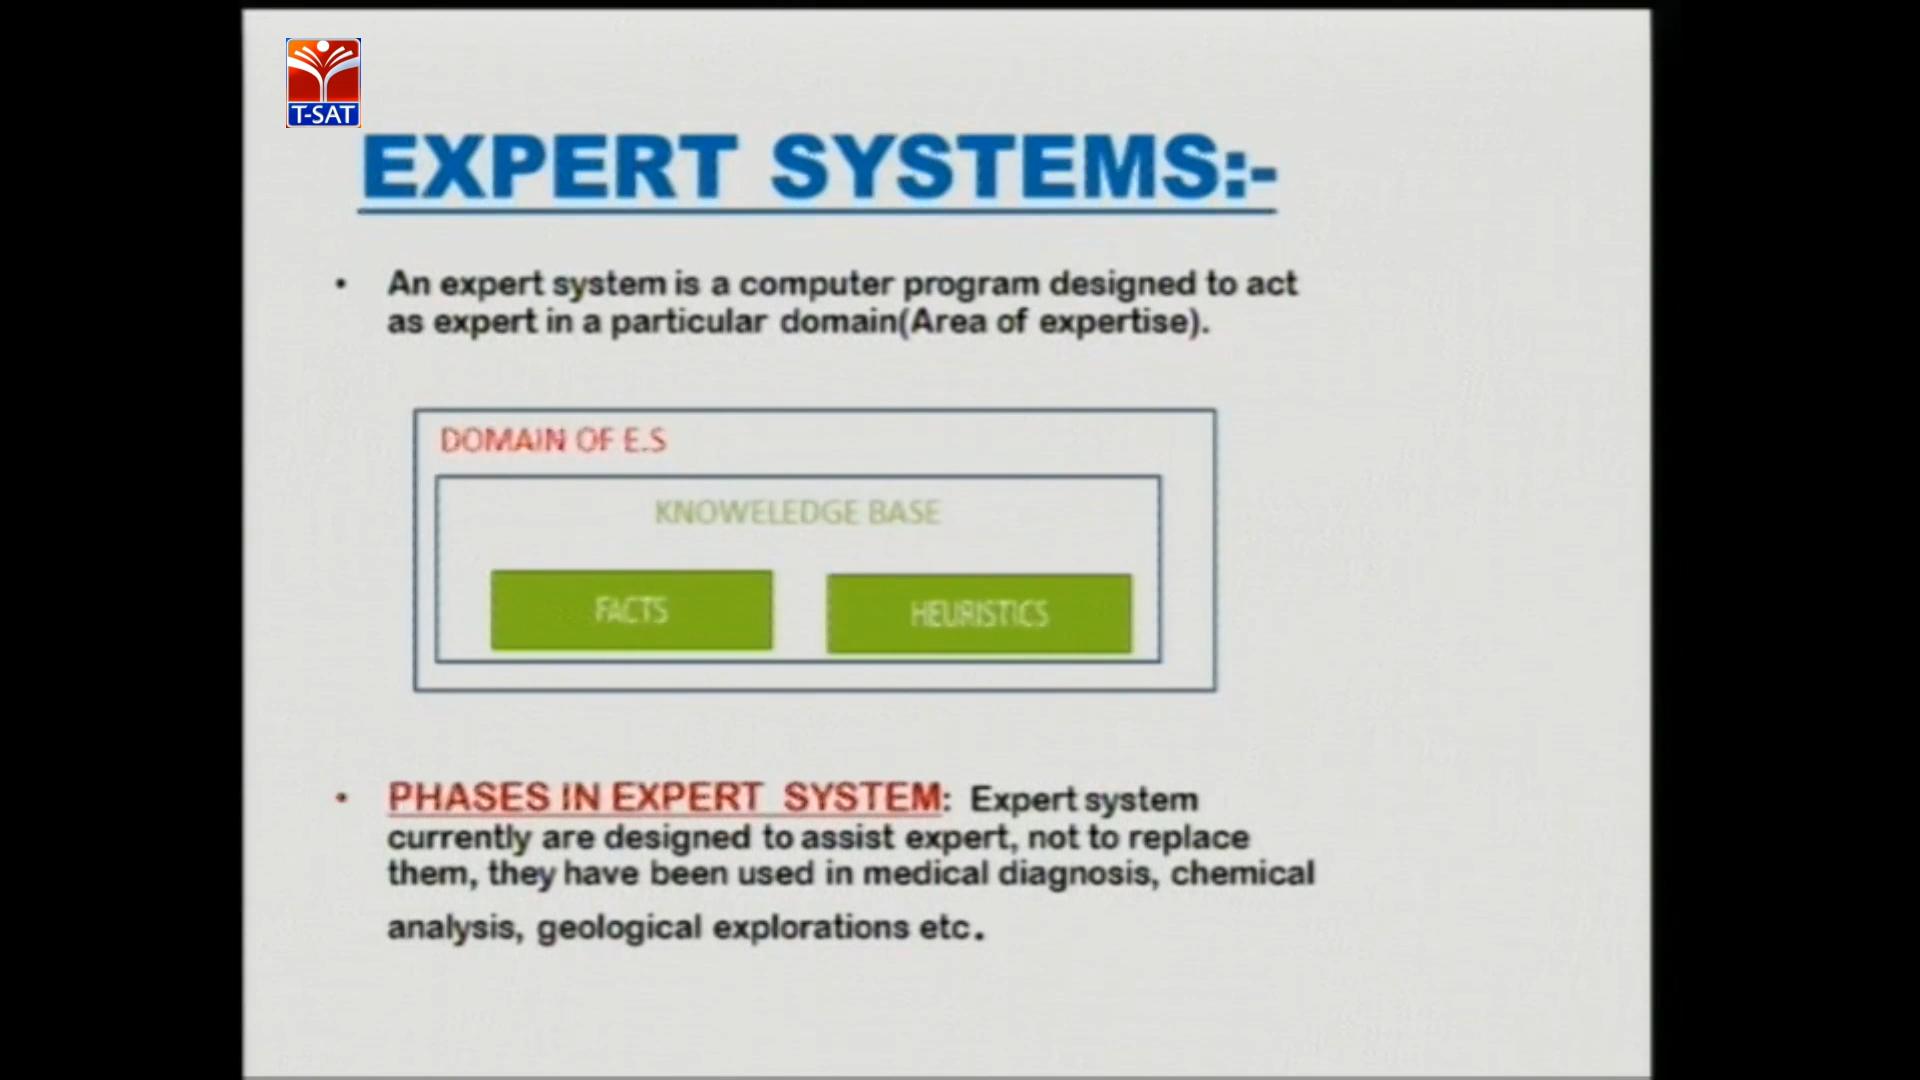 T-SAT
EXPERT SYSTEMS:-
• An expert system is a computer program designed to act
as expert in a particular domain(Area of expertise).
DOMAIN OF E.S
KNOWELEDGE BASE
FACTS
HEURISTICS
• PHASES IN EXPERT SYSTEM: Expert system
currently are designed to assist expert, not to replace
them, they have been used in medical diagnosis, chemical
analysis, geological explorations etc.